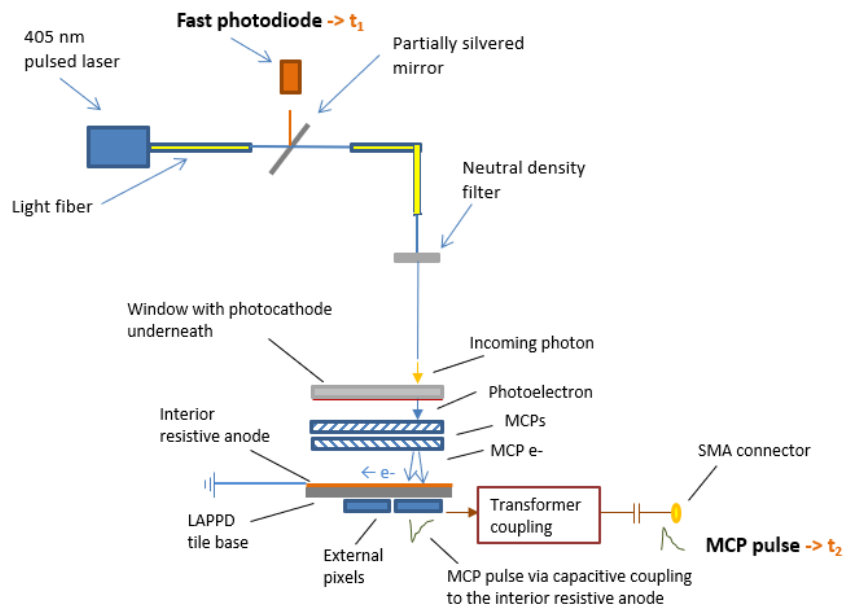 Fast photodiode -> t1
405 nm
pulsed laser
Partially silvered
mirror
Light fiber
Neutral density
filter
Window with photocathode
underneath
Incoming photon
Photoelectron
Interior
resistive anode
MCPs
MCP e-
← e-
SMA connector
LAPPD
tile base
Transformer
coupling
External
pixels
MCP pulse -> t2
MCP pulse via capacitive coupling
to the interior resistive anode